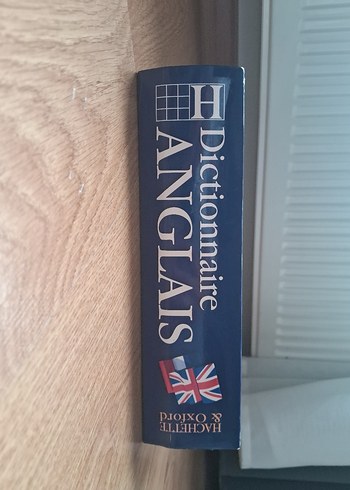 H
Dictionnaire
ANGLAIS
HACHETTE
& Oxford